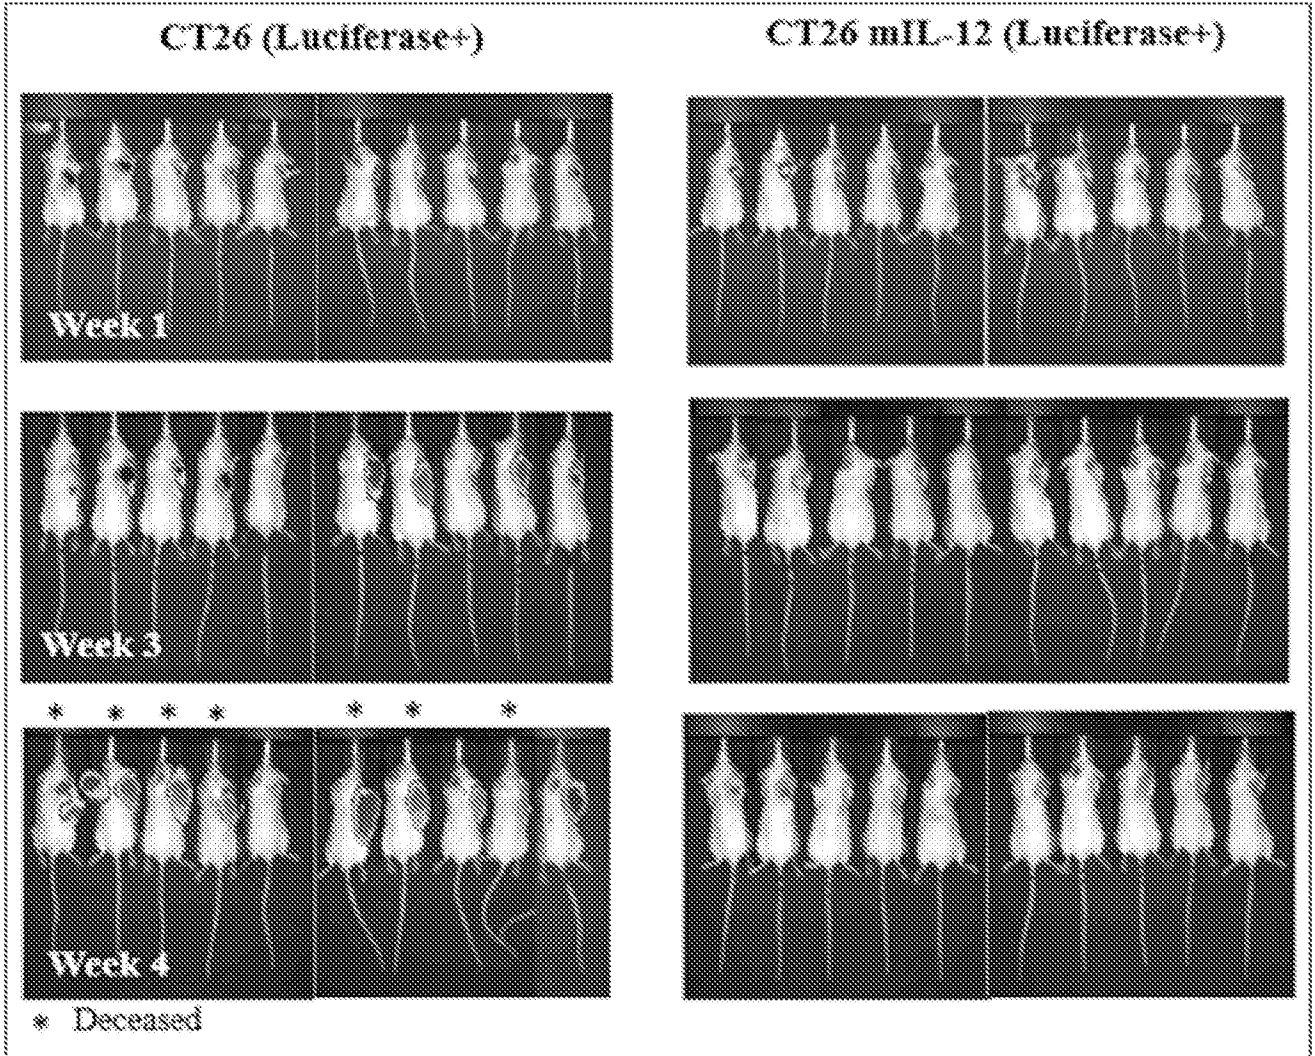 CT26 (Luciferase+)
CT26 mIL-12 (Luciferase+)
Week 1
Week 3
* * * * * * *
Week 4
* Deceased